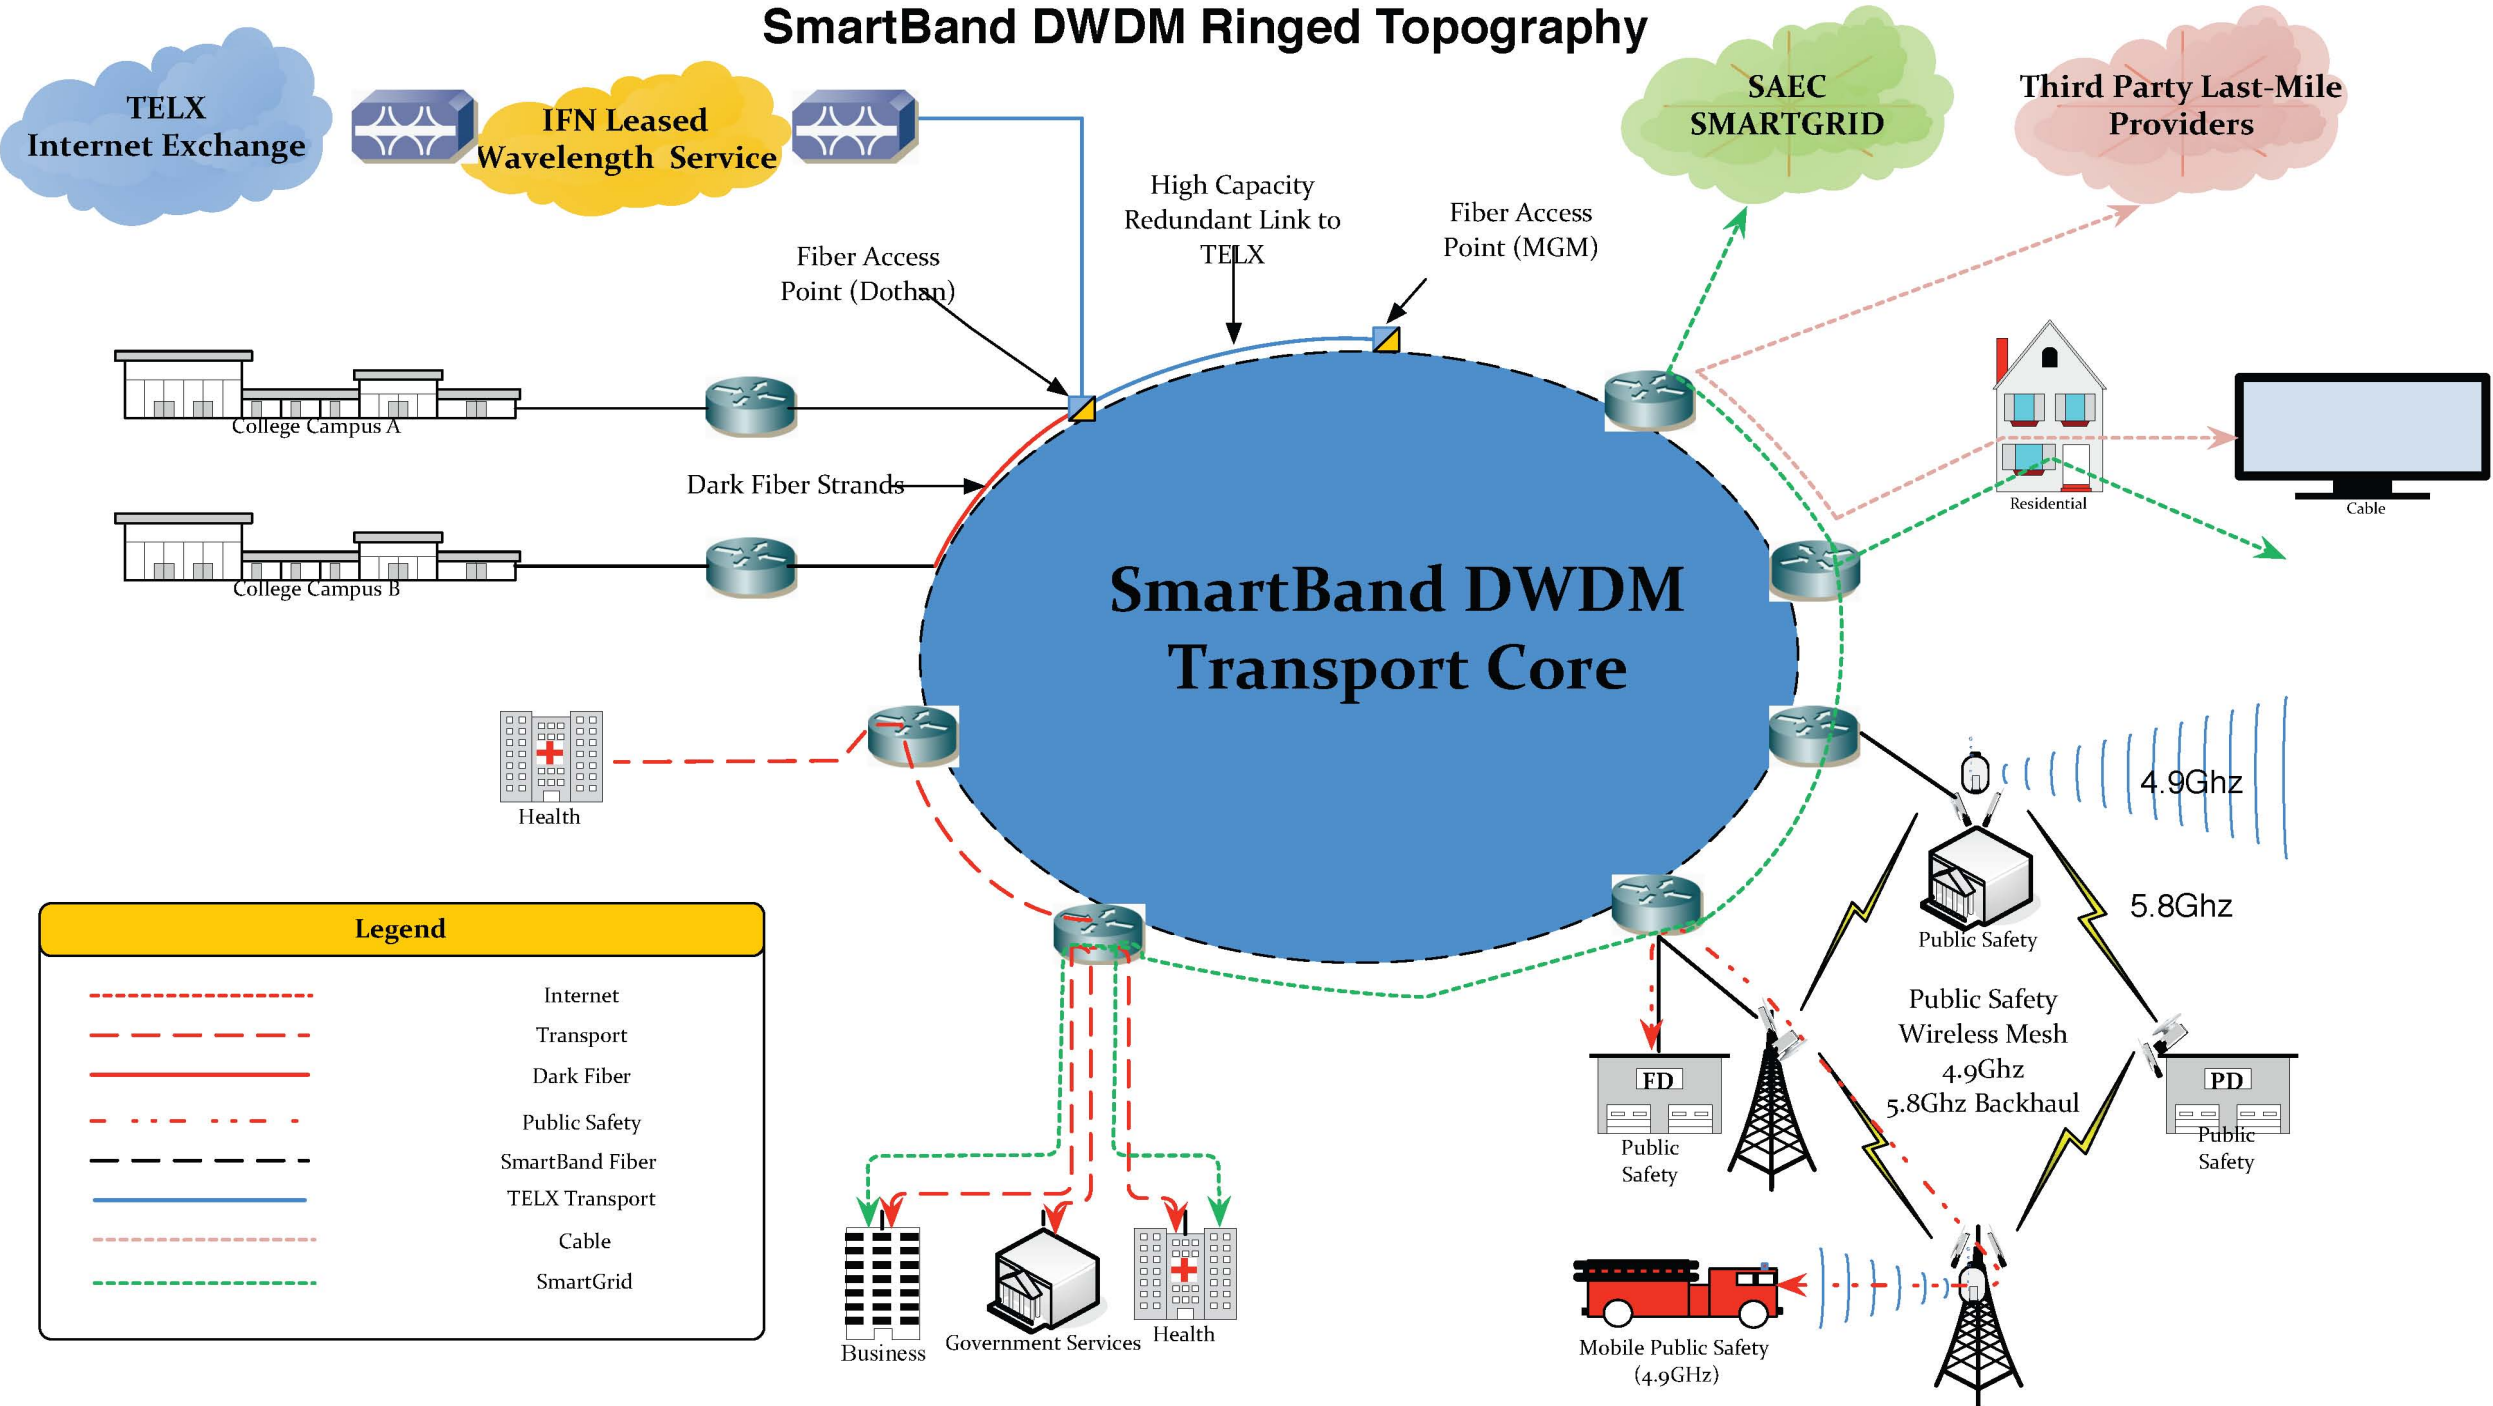 SmartBand DWDM Ringed Topography
TELX
Internet Exchange
IFN Leased
Wavelength Service
SAEC
SMARTGRID
Third Party Last-Mile
Providers
High Capacity
Redundant Link to
TELX
Fiber Access
Point (MGM)
Fiber Access
Point (Dothan)
College Campus A
Dark Fiber Strands
College Campus B
Residential
Cable
SmartBand DWDM
Transport Core
Health
4.9Ghz
5.8Ghz
Public Safety
Public Safety
Wireless Mesh
4.9Ghz
5.8Ghz Backhaul
FD
Public
Safety
PD
Public
Safety
Legend
Internet
Transport
Dark Fiber
Public Safety
SmartBand Fiber
TELX Transport
Cable
SmartGrid
Business
Government Services
Health
Mobile Public Safety
(4.9GHz)